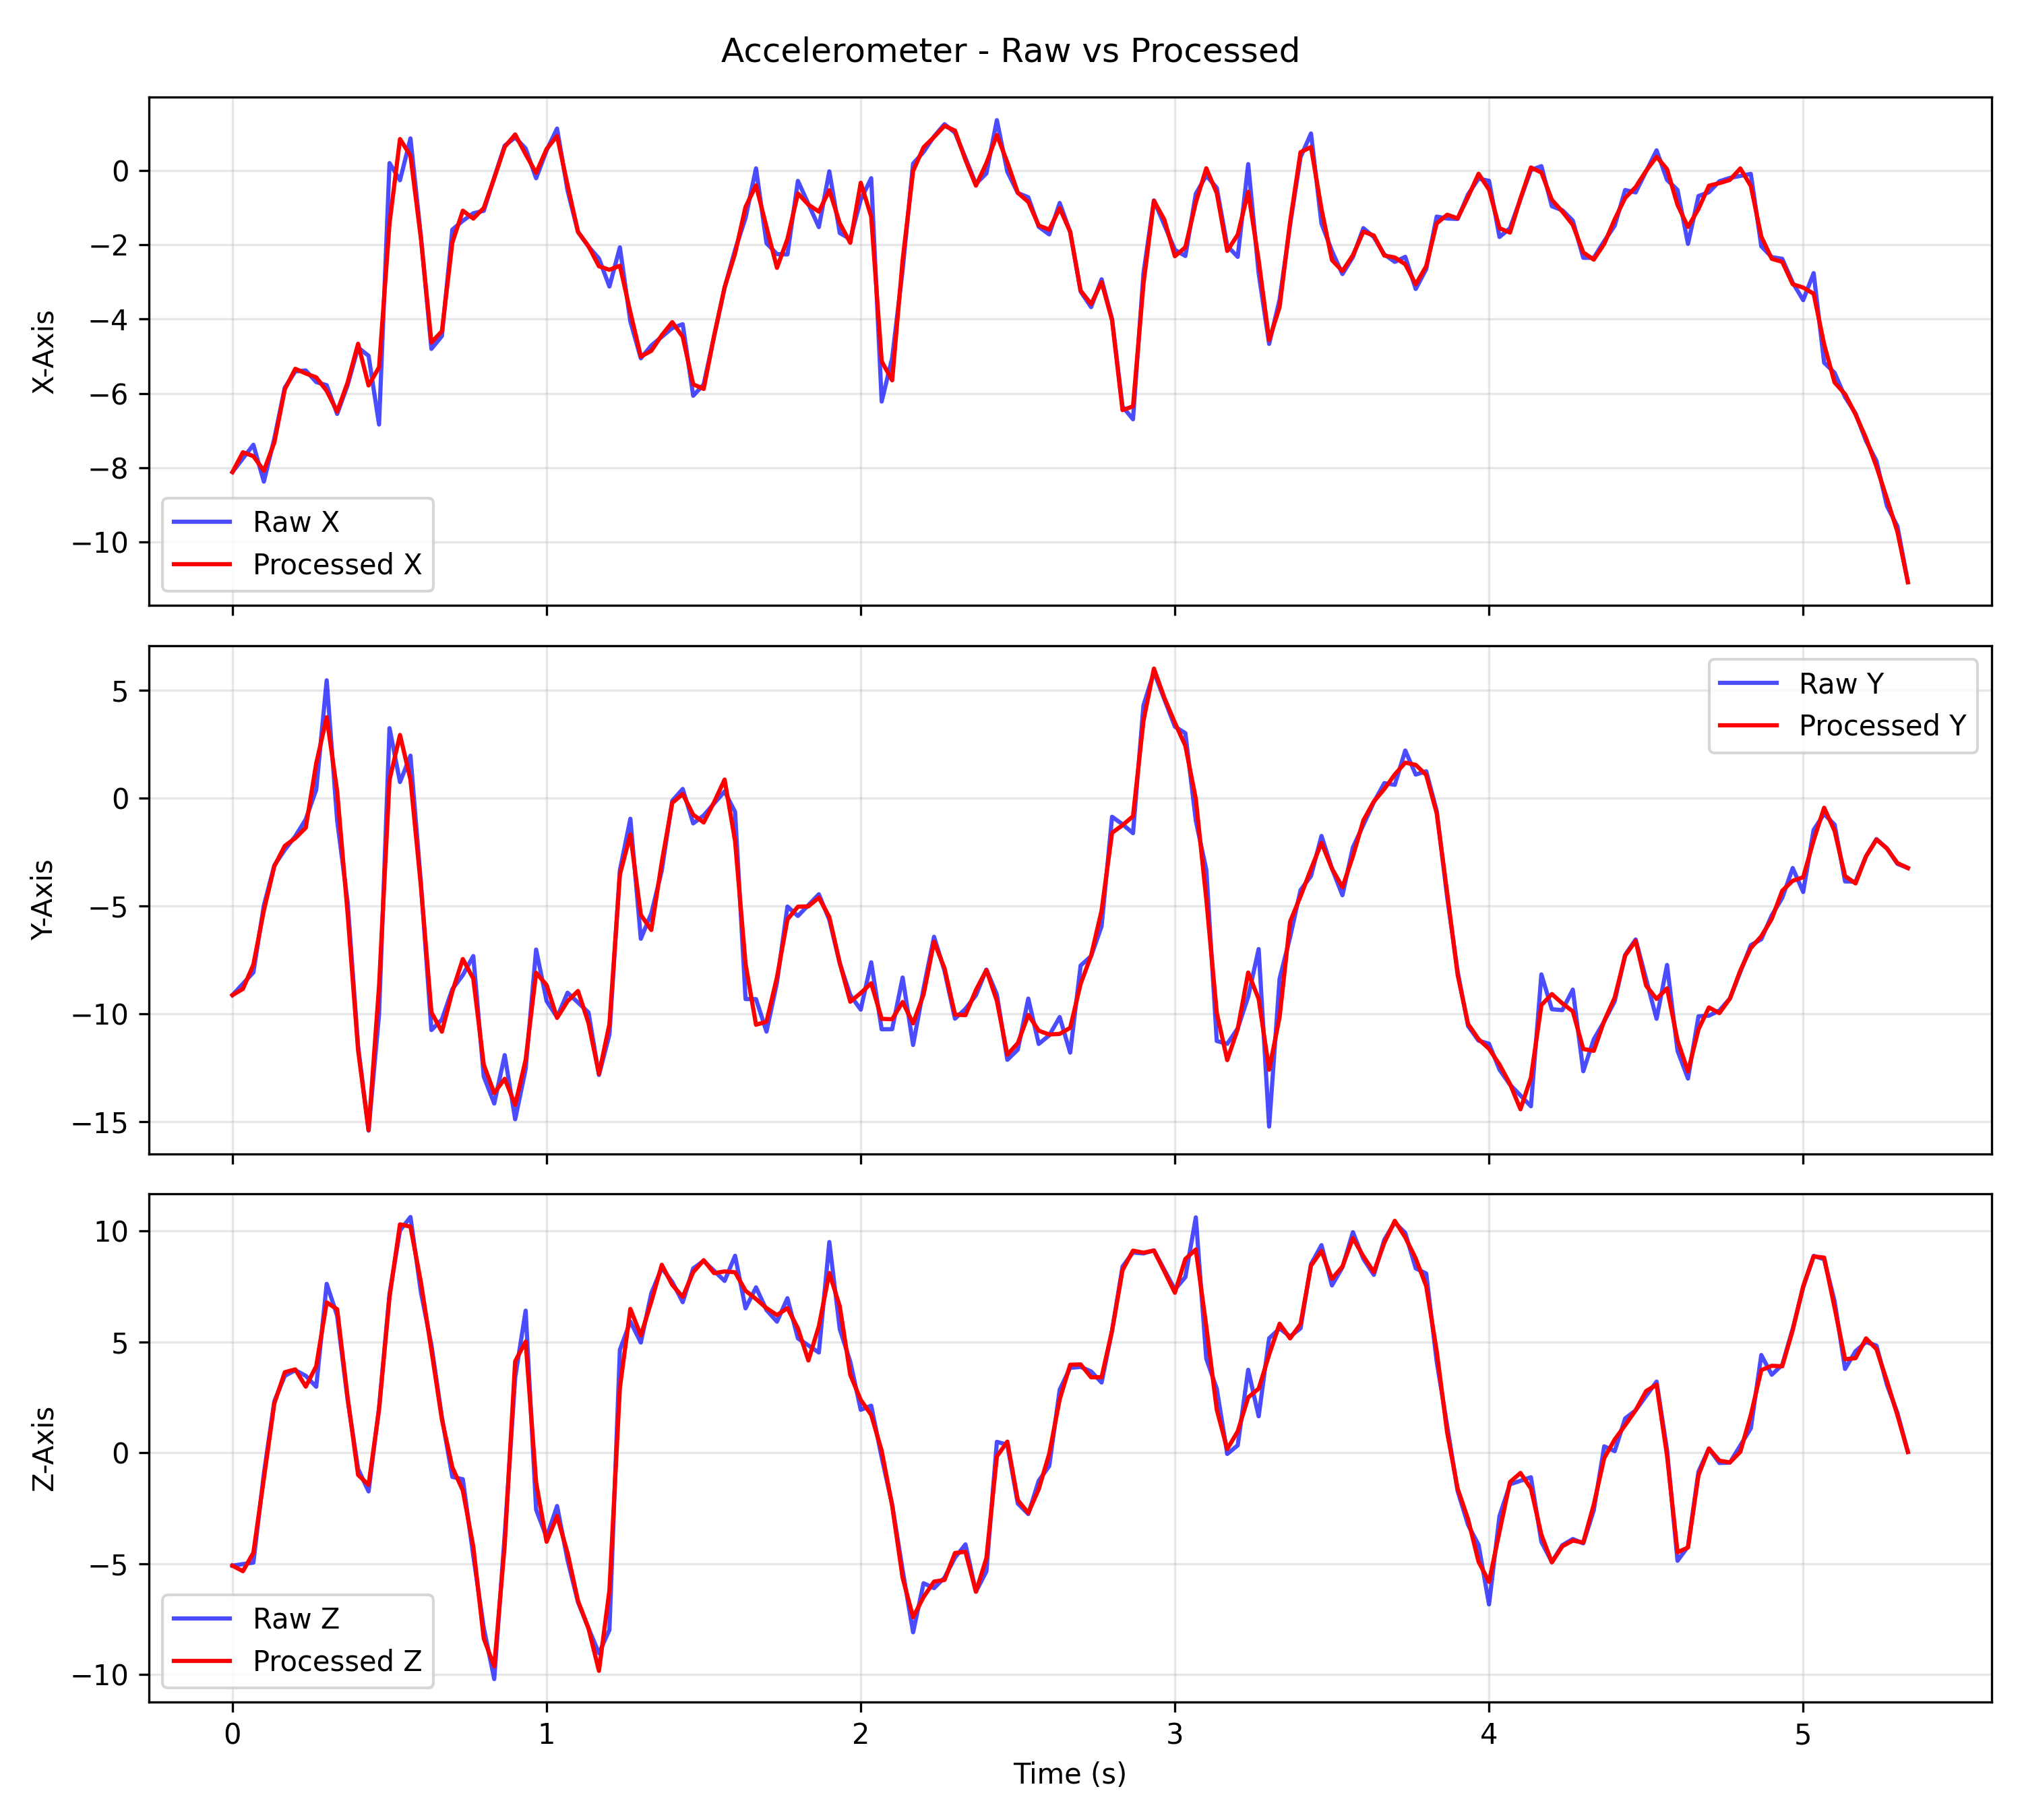 Accelerometer - Raw vs Processed
0
−2
−4
−6
−8
−10
X-Axis
Raw X
Processed X
5
0
−5
−10
−15
Y-Axis
Raw Y
Processed Y
10
5
0
−5
−10
Z-Axis
Raw Z
Processed Z
0 1 2 3 4 5
Time (s)